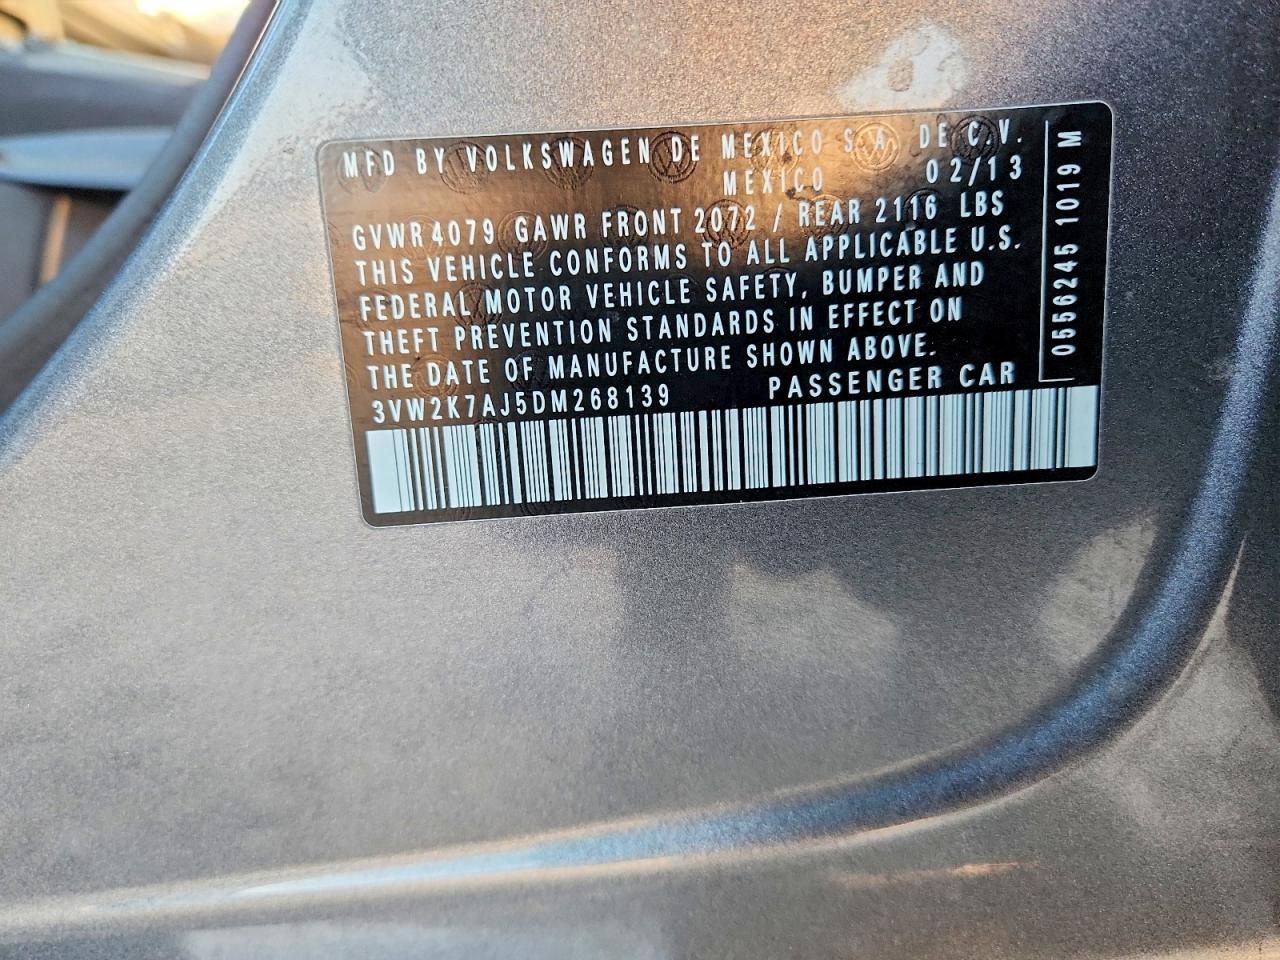 MFD BY VOLKSWAGEN DE MEXICO S.A. DE C.V.
MEXICO 02/13
GVWR 4079 GAWR FRONT 2072 / REAR 2116 LBS
THIS VEHICLE CONFORMS TO ALL APPLICABLE U.S.
FEDERAL MOTOR VEHICLE SAFETY, BUMPER AND
THEFT PREVENTION STANDARDS IN EFFECT ON
THE DATE OF MANUFACTURE SHOWN ABOVE.
3VW2K7AJ5DM268139 PASSENGER CAR
0556245 1019 M